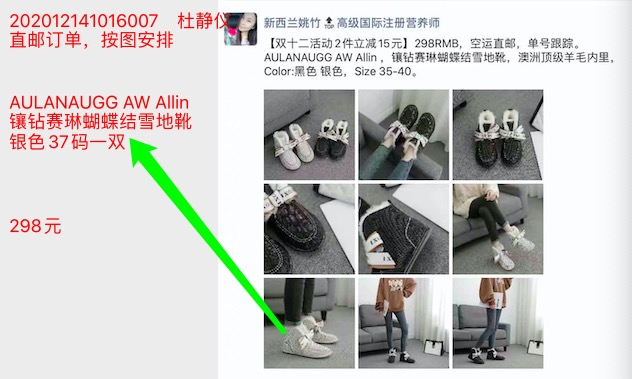 202012141016007 杜静仪
直邮订单，按图安排
AULANAUGG AW Allin
镶钻赛琳蝴蝶结雪地靴
银色37码一双
298元
新西兰姚竹 TOP 高级国际注册营养师
【双十二活动2件立减15元】298RMB，空运直邮，单号跟踪。
AULANAUGG AW Allin ，镶钻赛琳蝴蝶结雪地靴，澳洲顶级羊毛内里，
Color:黑色 银色，Size 35-40。